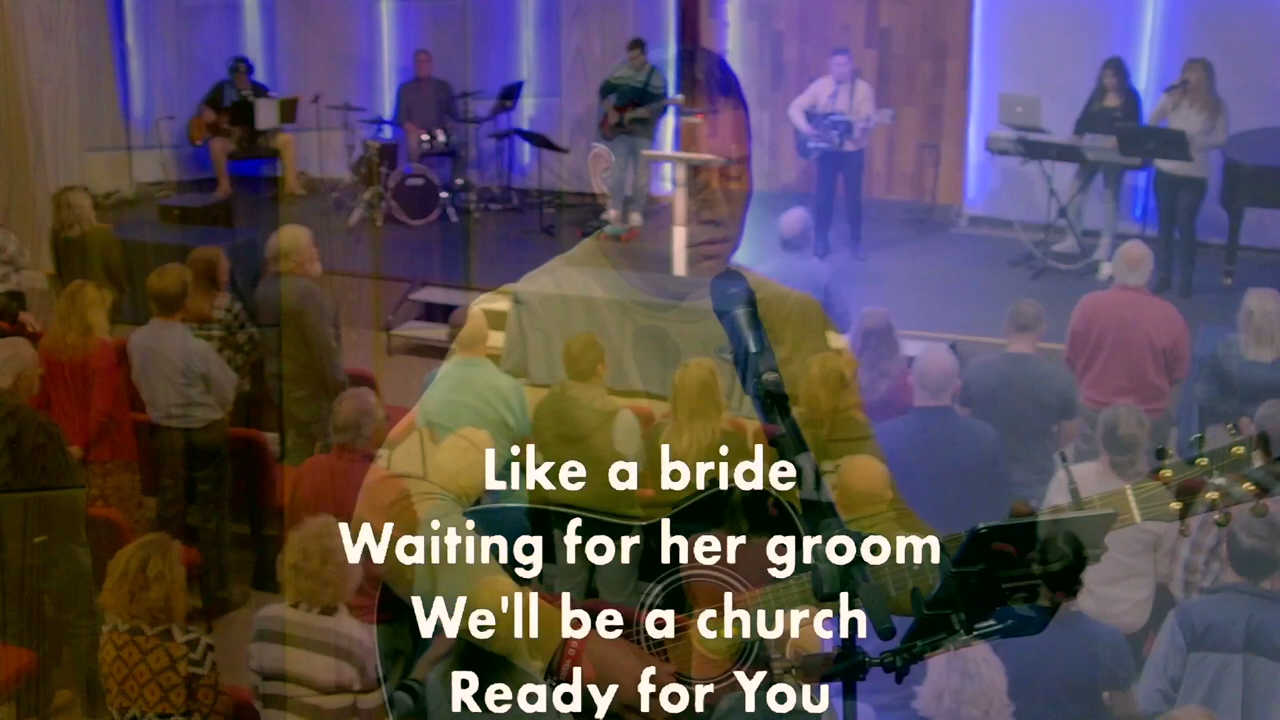 Like a bride
Waiting for her groom
We'll be a church
Ready for You